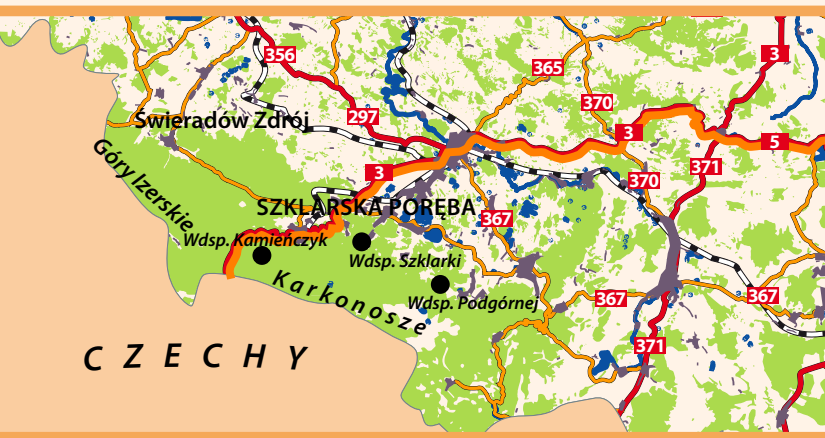 3
356
365
370
297
Świeradów Zdrój
3
5
Góry Izerskie
371
3
370
SZKLARSKA PORĘBA
367
Wdsp. Kamieńczyk
Wdsp. Szklarki
Karkonosze
Wdsp. Podgórnej
367
367
371
CZECHY